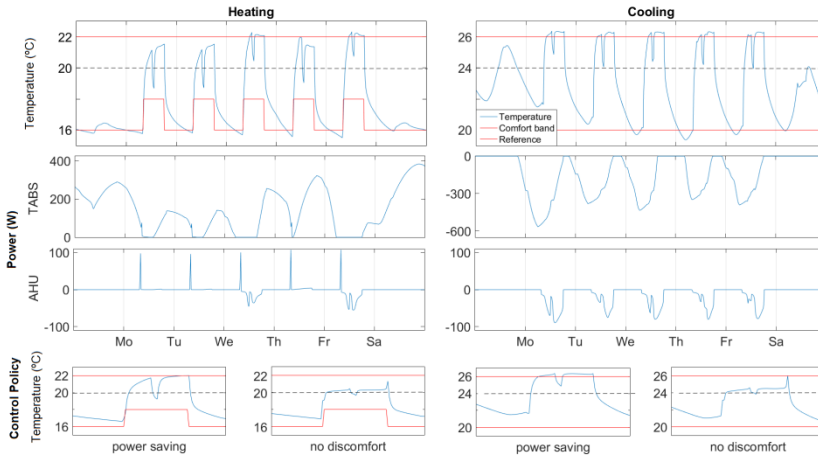 Heating
Cooling
Temperature (ºC)
22
20
16
26
24
20
Temperature
Comfort band
Reference
Power (W)
TABS
400
200
0
0
-300
-600
AHU
100
0
-100
100
0
-100
Mo Tu We Th Fr Sa
Mo Tu We Th Fr Sa
Control Policy
Temperature (ºC)
22
20
16
22
20
16
26
24
20
26
24
20
power saving
no discomfort
power saving
no discomfort